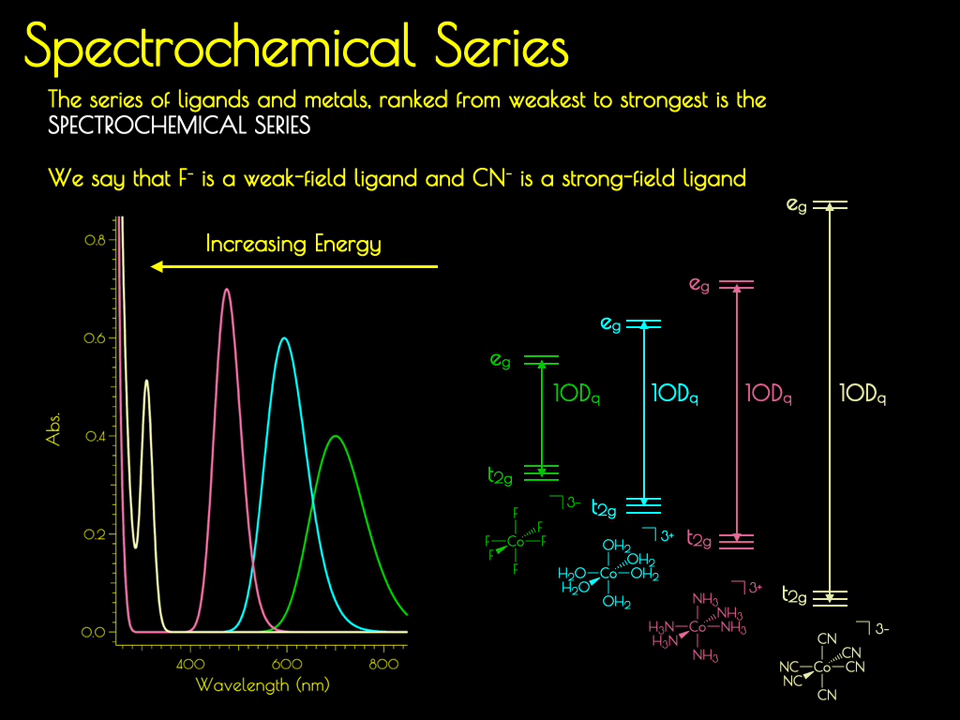 Spectrochemical Series
The series of ligands and metals, ranked from weakest to strongest is the
SPECTROCHEMICAL SERIES
We say that F⁻ is a weak-field ligand and CN⁻ is a strong-field ligand
Increasing Energy
Abs.
0.8
0.6
0.4
0.2
0.0
400 600 800
Wavelength (nm)
eg
10Dq
t2g
F
F F
Co
F F
F
3-
eg
10Dq
t2g
OH2
OH2
H2O Co OH2
H2O
OH2
3+
eg
10Dq
t2g
NH3
NH3
H3N Co NH3
H3N
NH3
3+
eg
10Dq
t2g
CN
CN
NC Co CN
NC
CN
3-